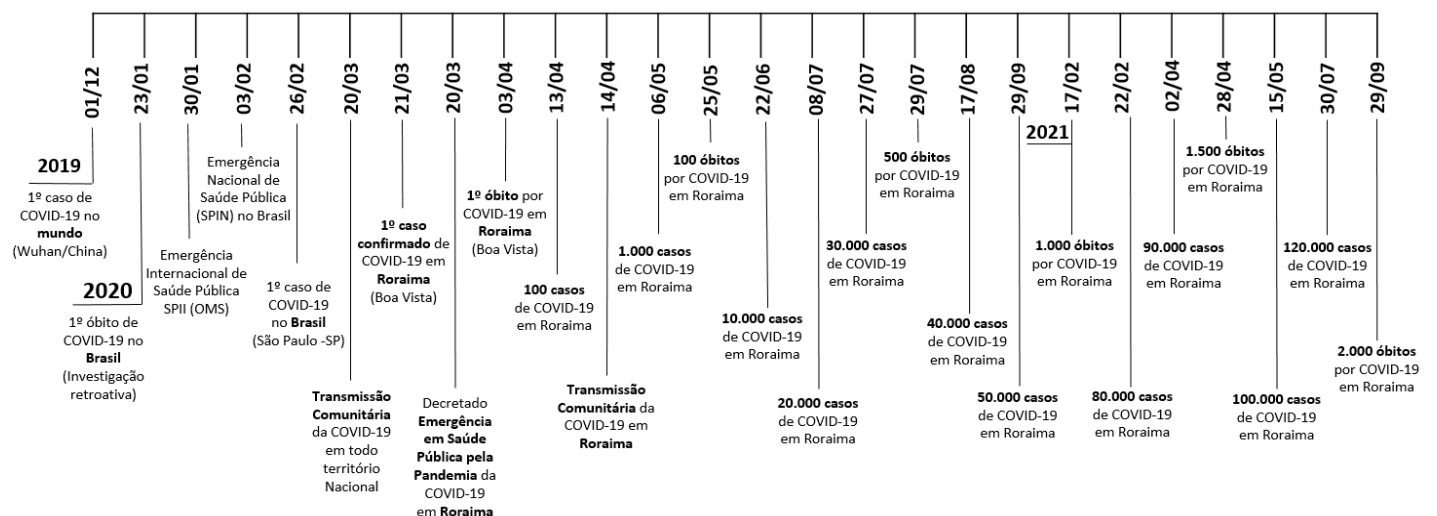 01/12
23/01
30/01
03/02
26/02
20/03
21/03
20/03
03/04
13/04
14/04
06/05
25/05
22/06
08/07
27/07
29/07
17/08
29/09
17/02
22/02
02/04
28/04
15/05
30/07
29/09
2019
1º caso de
COVID-19 no
mundo
(Wuhan/China)
2020
1º óbito de
COVID-19 no
Brasil
(Investigação
retroativa)
Emergência
Internacional de
Saúde Pública
SPII (OMS)
Emergência
Nacional de
Saúde Pública
(SPIN) no Brasil
1º caso de
COVID-19
no Brasil
(São Paulo -SP)
Transmissão
Comunitária
da COVID-19
em todo
território
Nacional
1º caso
confirmado de
COVID-19 em
Roraima
(Boa Vista)
Decretado
Emergência
em Saúde
Pública pela
Pandemia da
COVID-19
em Roraima
1º óbito por
COVID-19 em
Roraima
(Boa Vista)
100 casos
de COVID-19
em Roraima
Transmissão
Comunitária da
COVID-19 em
Roraima
1.000 casos
de COVID-19
em Roraima
100 óbitos
por COVID-19
em Roraima
10.000 casos
de COVID-19
em Roraima
20.000 casos
de COVID-19
em Roraima
30.000 casos
de COVID-19
em Roraima
500 óbitos
por COVID-19
em Roraima
40.000 casos
de COVID-19
em Roraima
50.000 casos
de COVID-19
em Roraima
2021
1.000 óbitos
por COVID-19
em Roraima
80.000 casos
de COVID-19
em Roraima
90.000 casos
de COVID-19
em Roraima
1.500 óbitos
por COVID-19
em Roraima
100.000 casos
de COVID-19
em Roraima
120.000 casos
de COVID-19
em Roraima
2.000 óbitos
por COVID-19
em Roraima